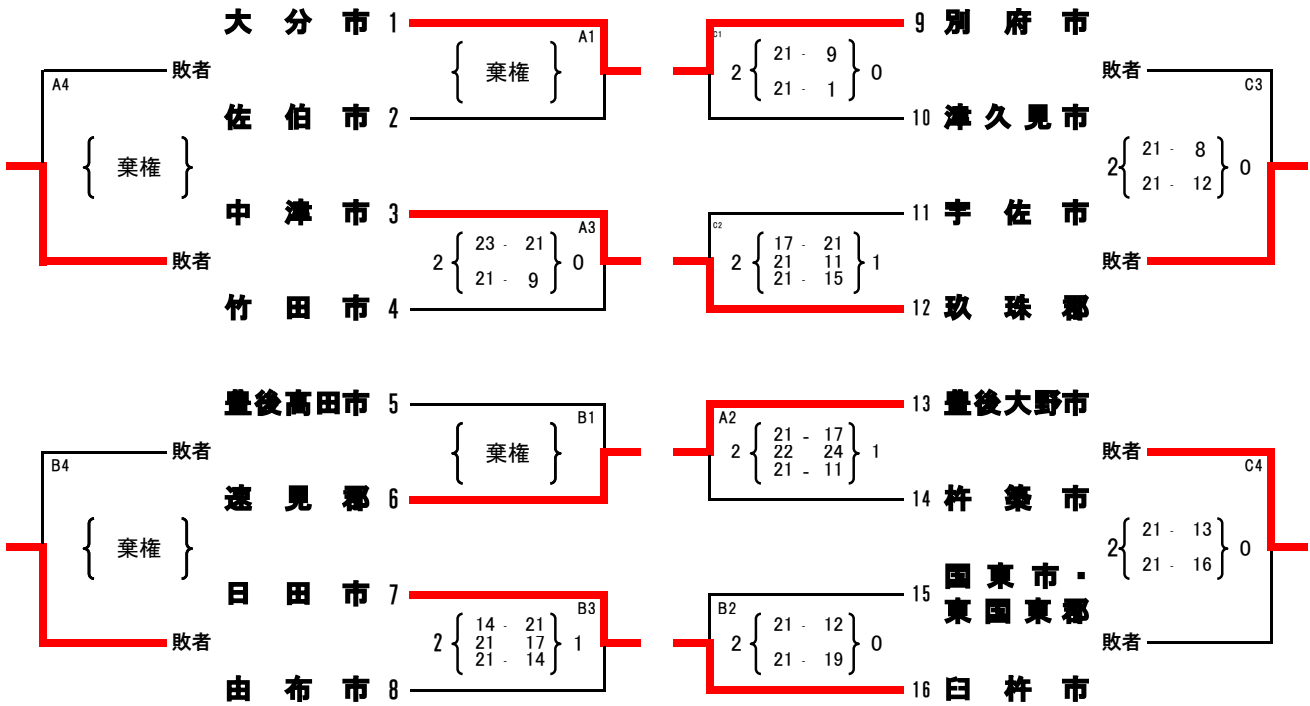 大分市 1
A1
棄権
佐伯市 2
A4
敗者
棄権
敗者
中津市 3
A3
2 23 - 21 0
21 - 9
竹田市 4
豊後高田市 5
B1
棄権
速見郡 6
B4
敗者
棄権
敗者
日田市 7
B3
2 14 - 21 1
21 17
21 - 14
由布市 8
9 別府市
C1
2 21 - 9 0
21 - 1
10 津久見市
敗者
C3
2 21 - 8 0
21 - 12
敗者
11 宇佐市
C2
2 17 - 21 1
21 11
21 - 15
12 玖珠郡
13 豊後大野市
A2
2 21 - 17 1
22 24
21 - 11
14 杵築市
敗者
C4
2 21 - 13 0
21 - 16
敗者
15 国東市・
東国東郡
B2
2 21 - 12 0
21 - 19
16 臼杵市